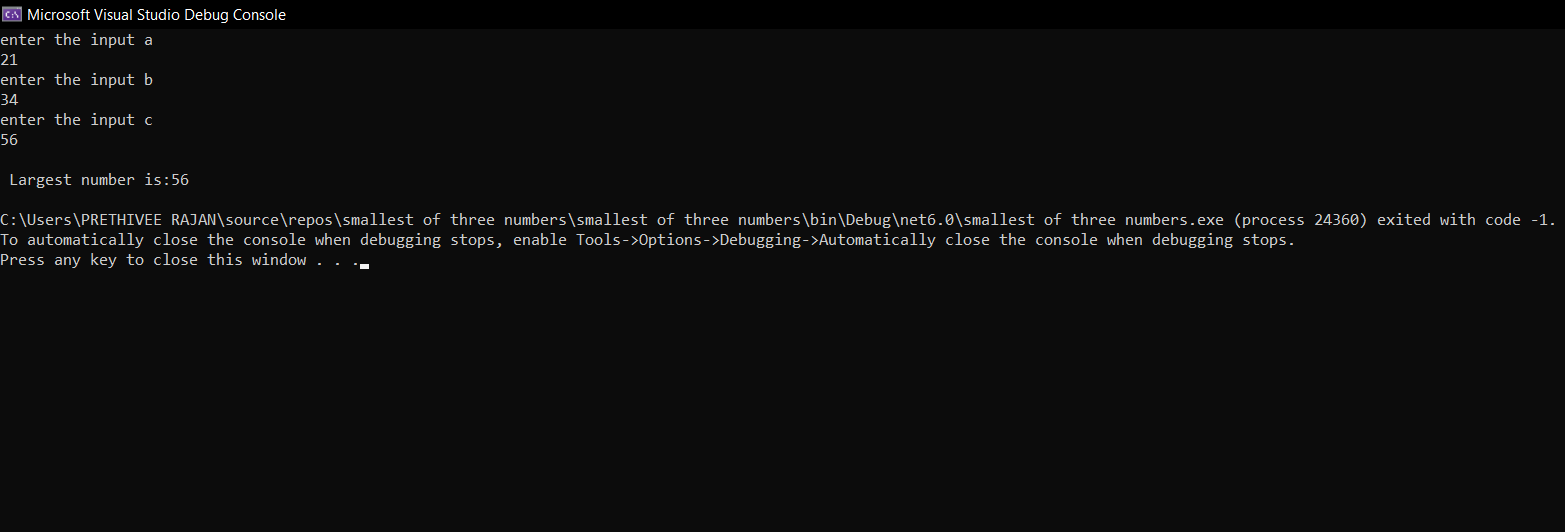 Microsoft Visual Studio Debug Console
enter the input a
21
enter the input b
34
enter the input c
56
Largest number is:56
C:\Users\PRETHIVEE RAJAN\source\repos\smallest of three numbers\smallest of three numbers\bin\Debug\net6.0\smallest of three numbers.exe (process 24360) exited with code -1.
To automatically close the console when debugging stops, enable Tools->Options->Debugging->Automatically close the console when debugging stops.
Press any key to close this window . . .